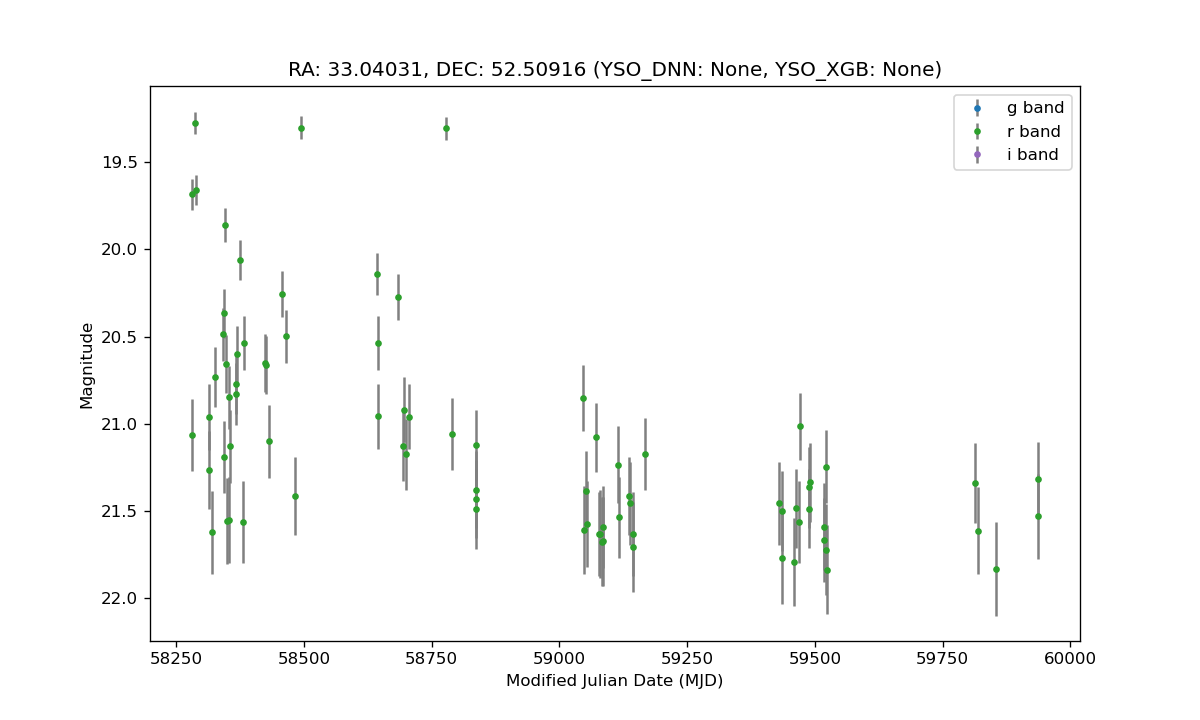 RA: 33.04031, DEC: 52.50916 (YSO_DNN: None, YSO_XGB: None)
g band
r band
i band
19.5
20.0
20.5
21.0
21.5
22.0
Magnitude
58250 58500 58750 59000 59250 59500 59750 60000
Modified Julian Date (MJD)